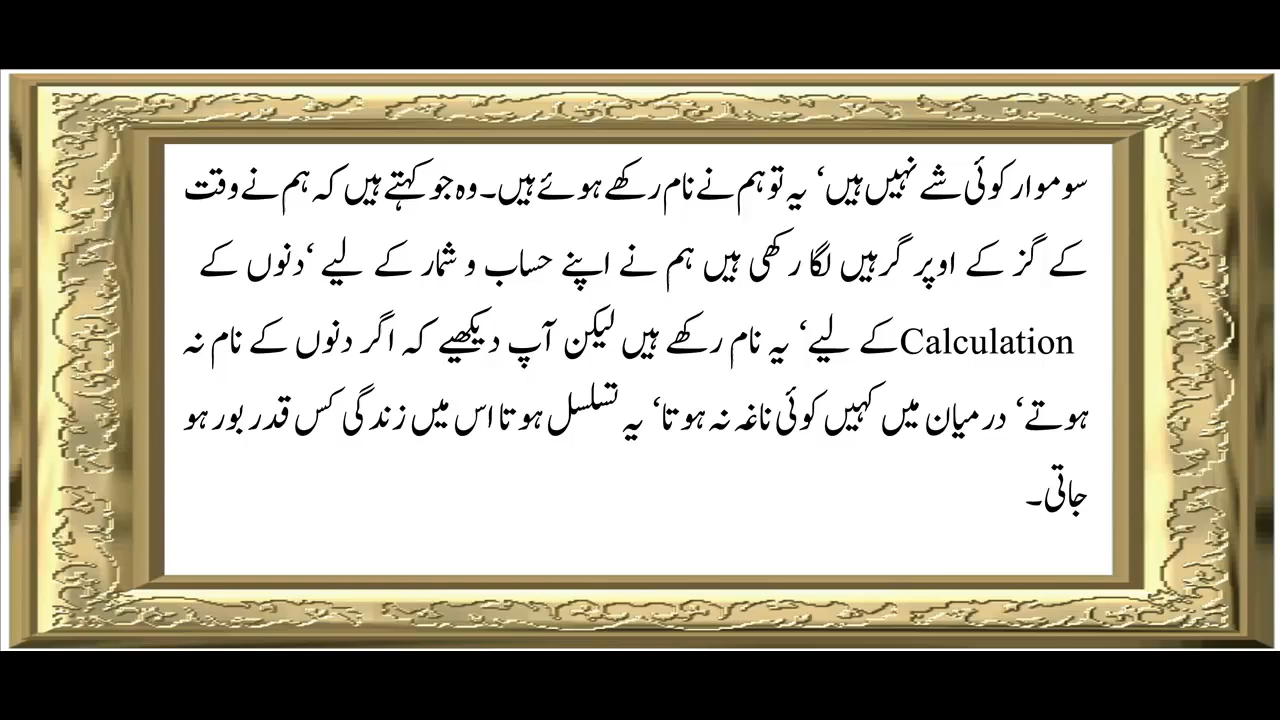 سوموار کوئی شے نہیں ہیں‘ یہ تو ہم نے نام رکھے ہوئے ہیں۔ وہ جو کہتے ہیں کہ ہم نے وقت
کے گز کے اوپر گرہیں لگا رکھی ہیں ہم نے اپنے حساب و شمار کے لیے ‘دنوں کے
Calculation کے لیے‘ یہ نام رکھے ہیں لیکن آپ دیکھیے کہ اگر دنوں کے نام نہ
ہوتے‘ درمیان میں کہیں کوئی ناغہ نہ ہوتا‘ یہ تسلسل ہوتا اس میں زندگی کس قدر بور ہو
جاتی۔